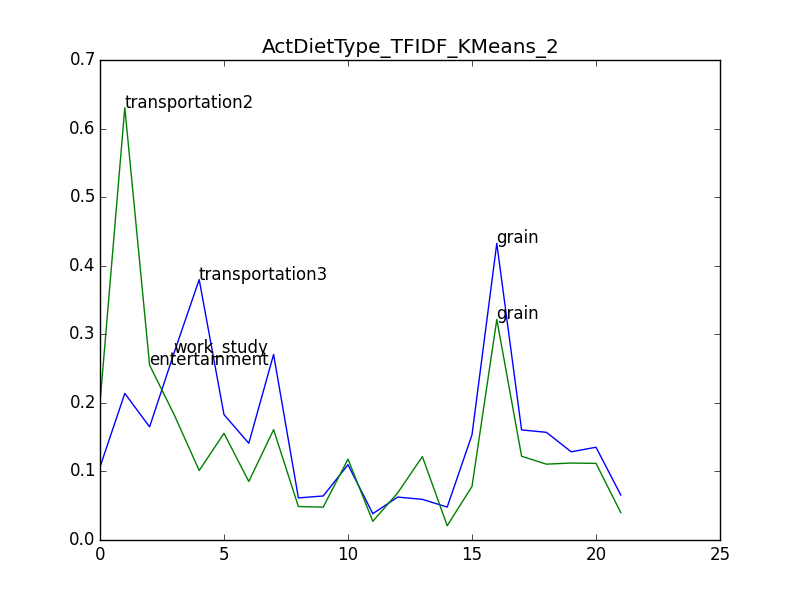 ActDietType_TFIDF_KMeans_2
0.7
transportation2
0.6
0.5
grain
0.4
transportation3
grain
0.3
work_study
entertainment
0.2
0.1
0.0
0 5 10 15 20 25